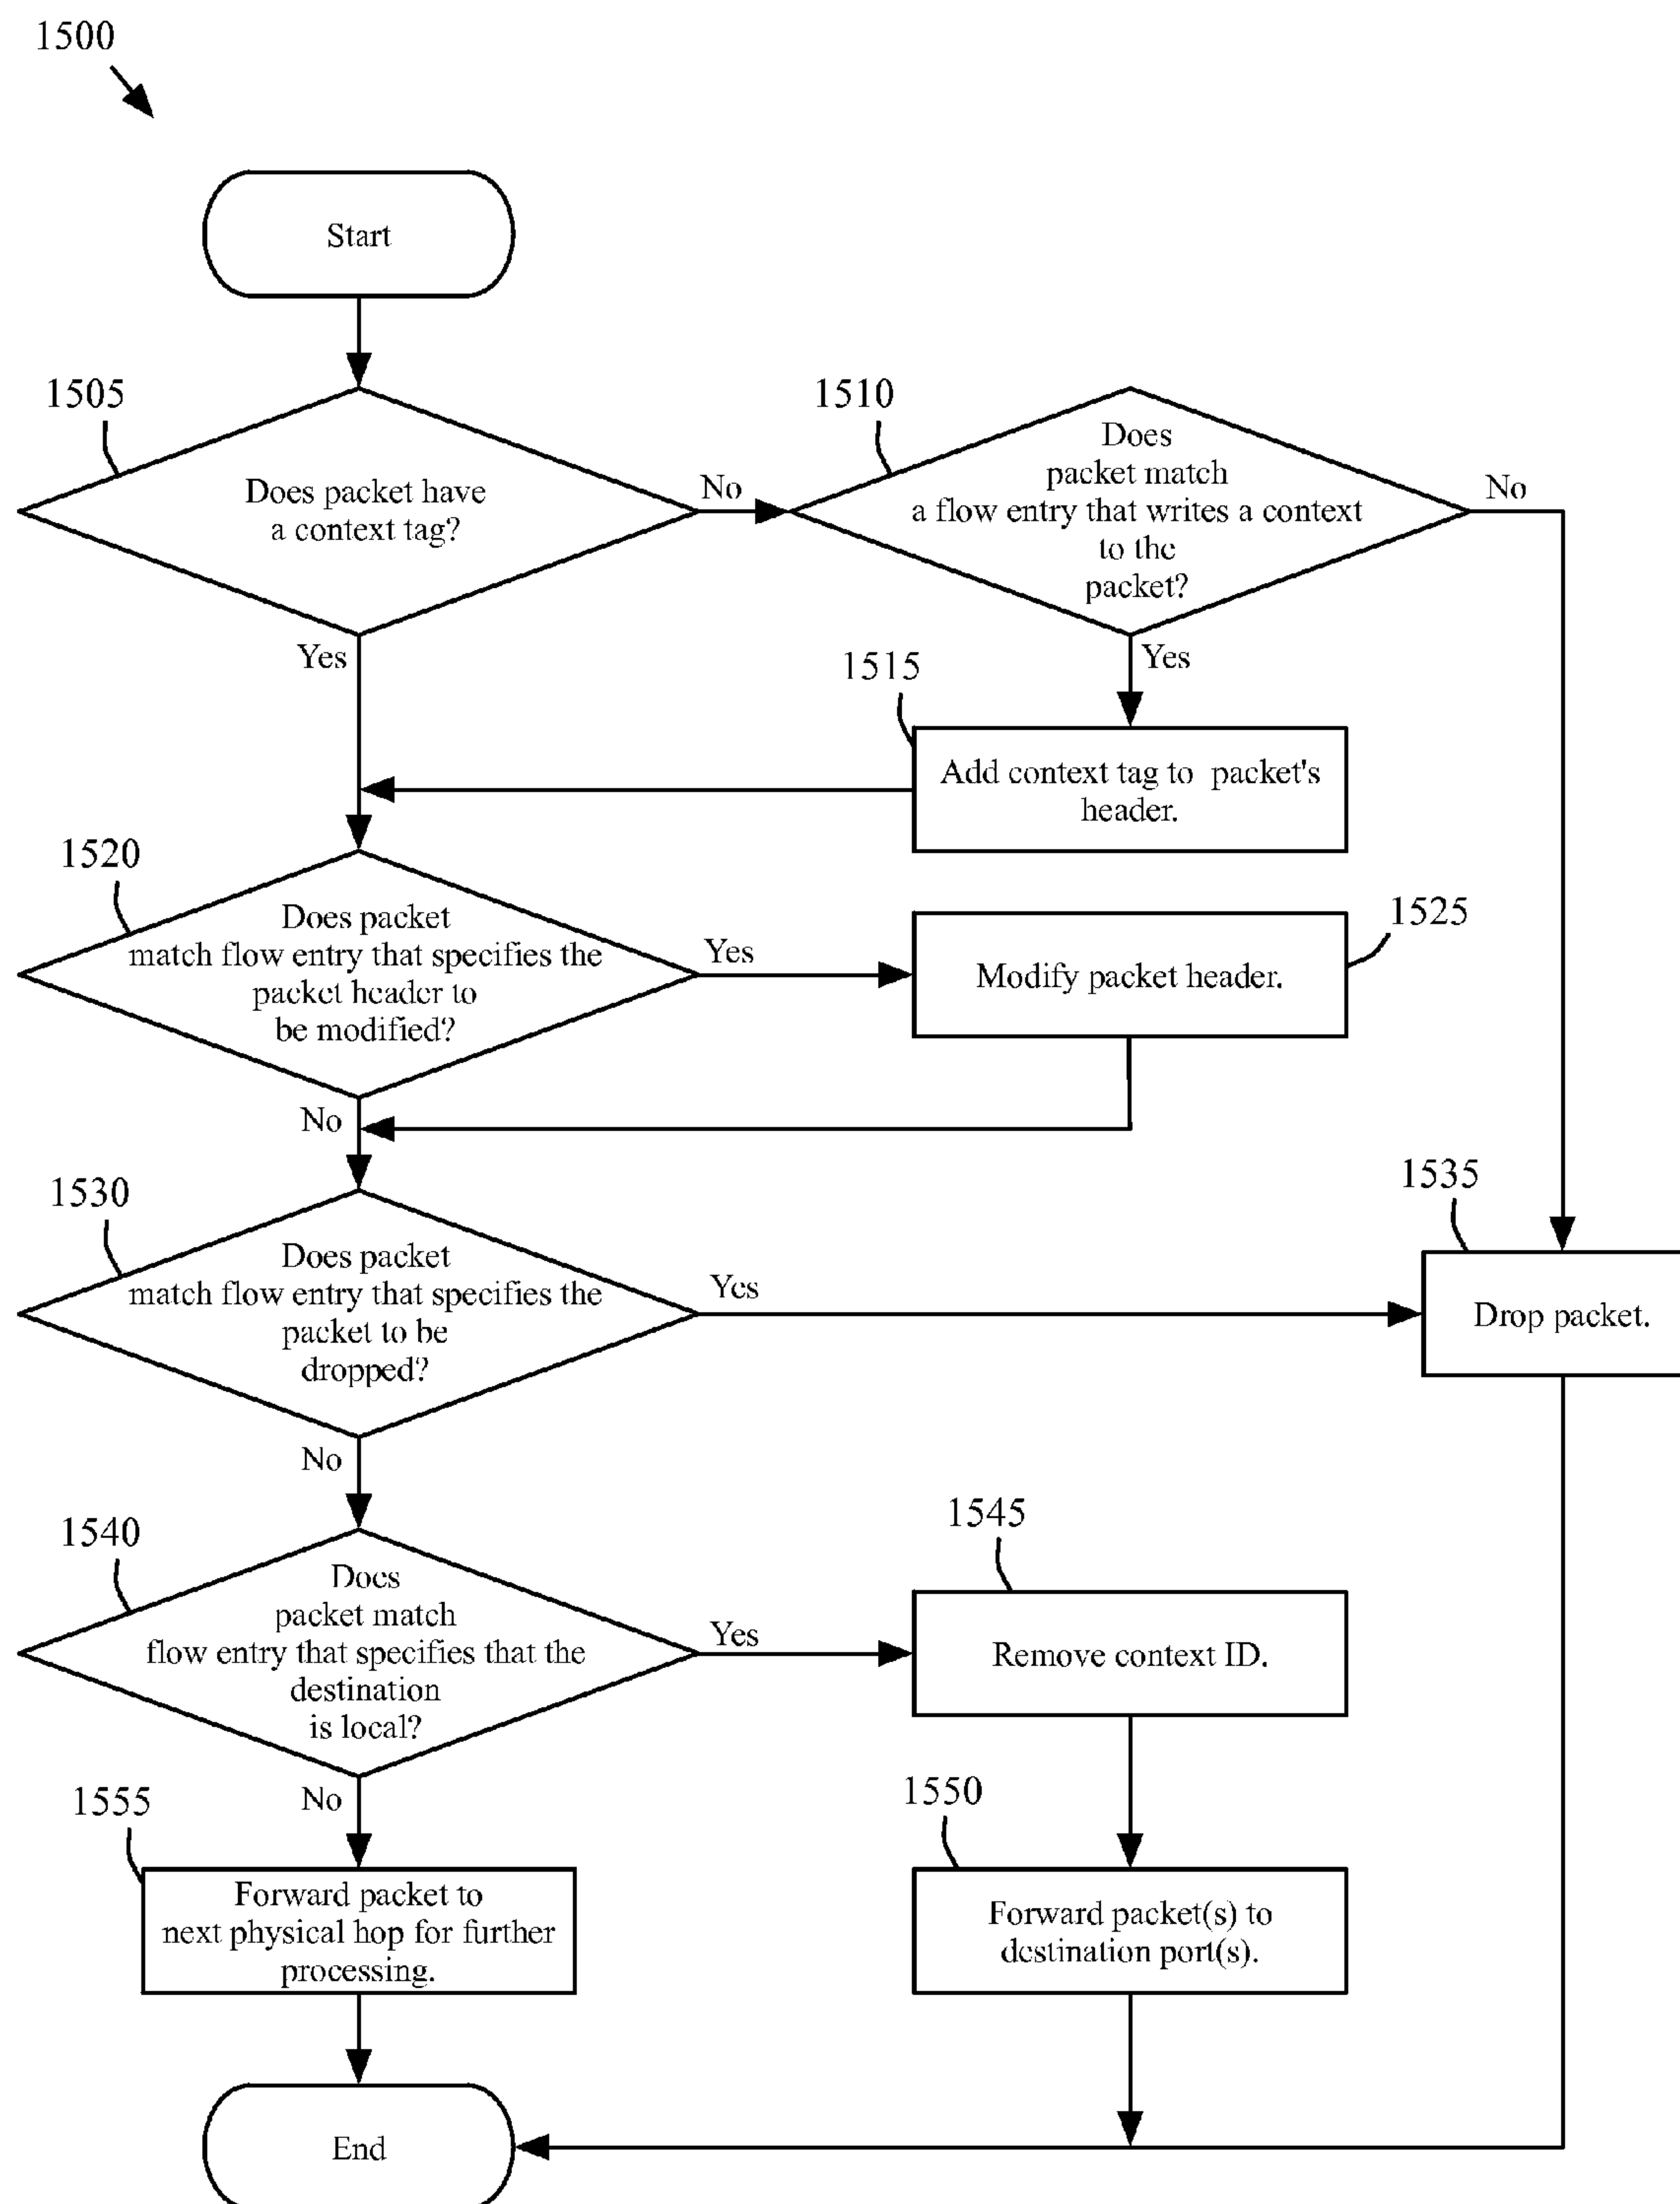 1500
Start
1505
Does packet have
a context tag?
No
1510
Does
packet match
a flow entry that writes a context
to the
packet?
No
Yes
Yes
1515
Add context tag to packet's
header.
1520
Does packet
match flow entry that specifies the
packet header to
be modified?
Yes
1525
Modify packet header.
No
1530
Does packet
match flow entry that specifies the
packet to be
dropped?
Yes
1535
Drop packet.
No
1540
Does
packet match
flow entry that specifies that the
destination
is local?
Yes
1545
Remove context ID.
No
1555
Forward packet to
next physical hop for further
processing.
1550
Forward packet(s) to
destination port(s).
End